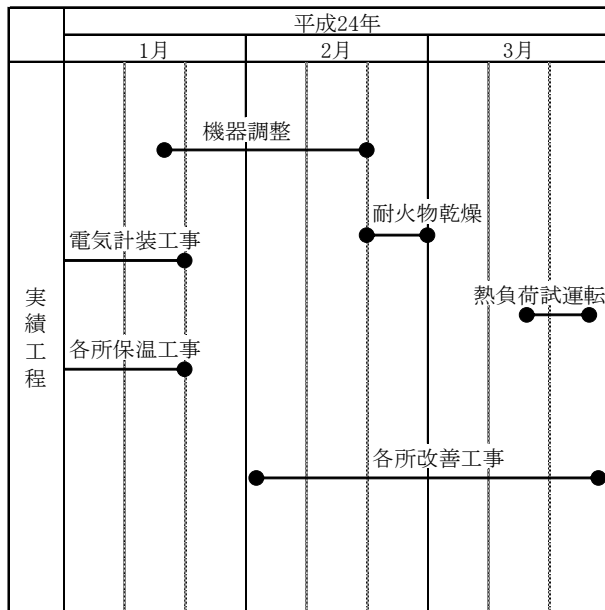 平成24年
1月 2月 3月
機器調整
耐火物乾燥
電気計装工事
熱負荷試運転
実績工程
各所保温工事
各所改善工事